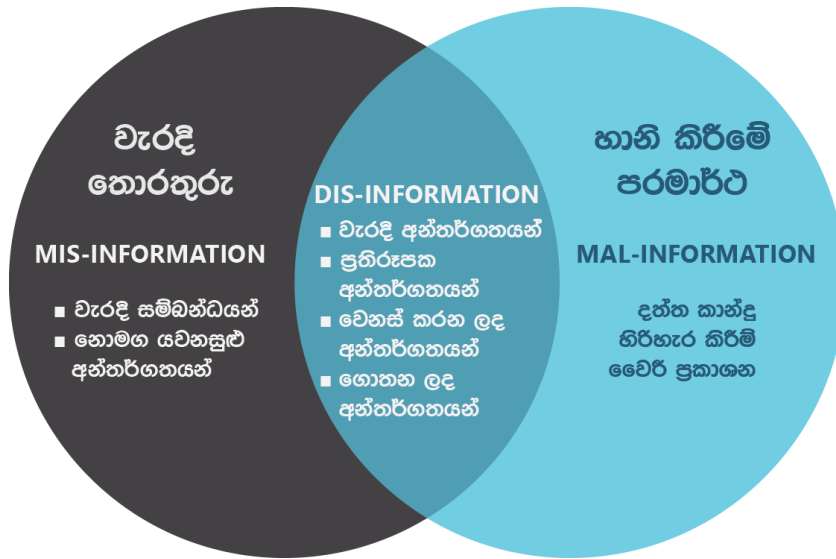 වැරදි
තොරතුරු
MIS-INFORMATION
▪ වැරදි සම්බන්ධයන්
▪ නොමග යවනසුළු
අන්තර්ගතයන්
DIS-INFORMATION
▪ වැරදි අන්තර්ගතයන්
▪ ප්‍රතිරූපක
අන්තර්ගතයන්
▪ වෙනස් කරන ලද
අන්තර්ගතයන්
▪ ගොතන ලද
අන්තර්ගතයන්
හානි කිරීමේ
පරමාර්ථ
MAL-INFORMATION
දත්ත කාන්දු
හිරිහැර කිරීම්
වෛරී ප්‍රකාශන